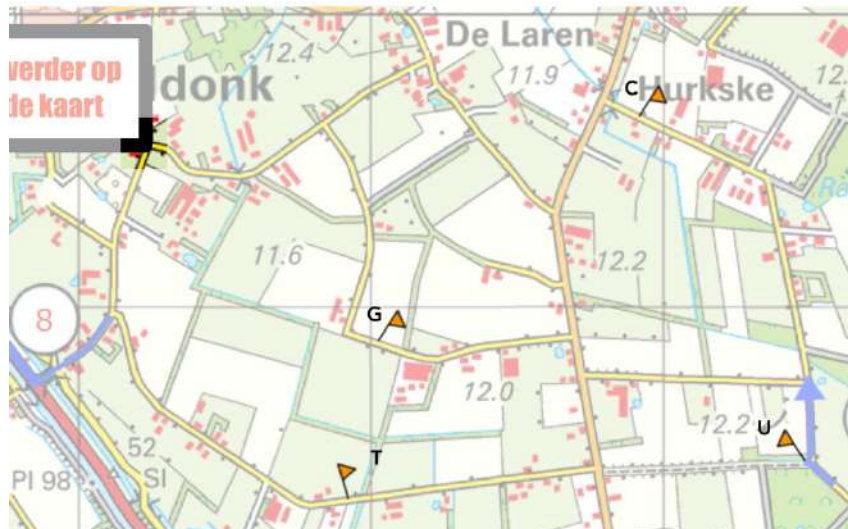 verder op
de kaart
donk
12.4
De Laren
11.9
C
Hurkske
12.
11.6
12.2
8
G
12.0
12.2
U
T
52
SI
PI 98